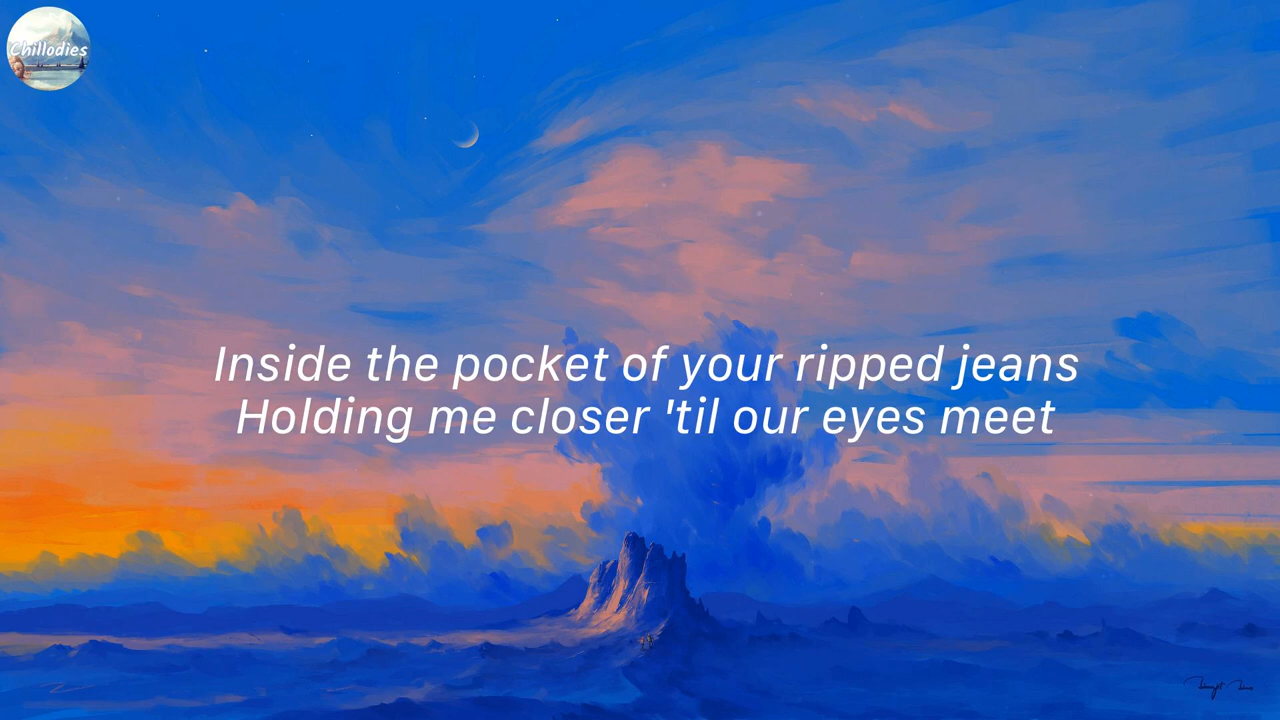 Chillodies
Inside the pocket of your ripped jeans
Holding me closer 'til our eyes meet